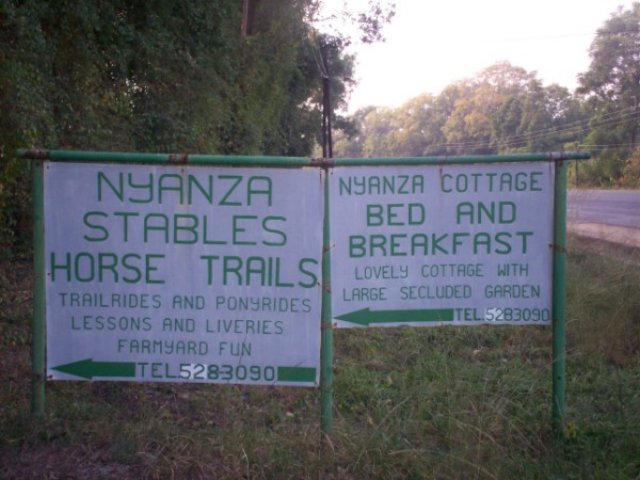 NYANZA
STABLES
HORSE TRAILS
TRAILRIDES AND PONYRIDES
LESSONS AND LIVERIES
FARMYARD FUN
TEL.5283090
NYANZA COTTAGE
BED AND
BREAKFAST
LOVELY COTTAGE WITH
LARGE SECLUDED GARDEN
TEL.5283090